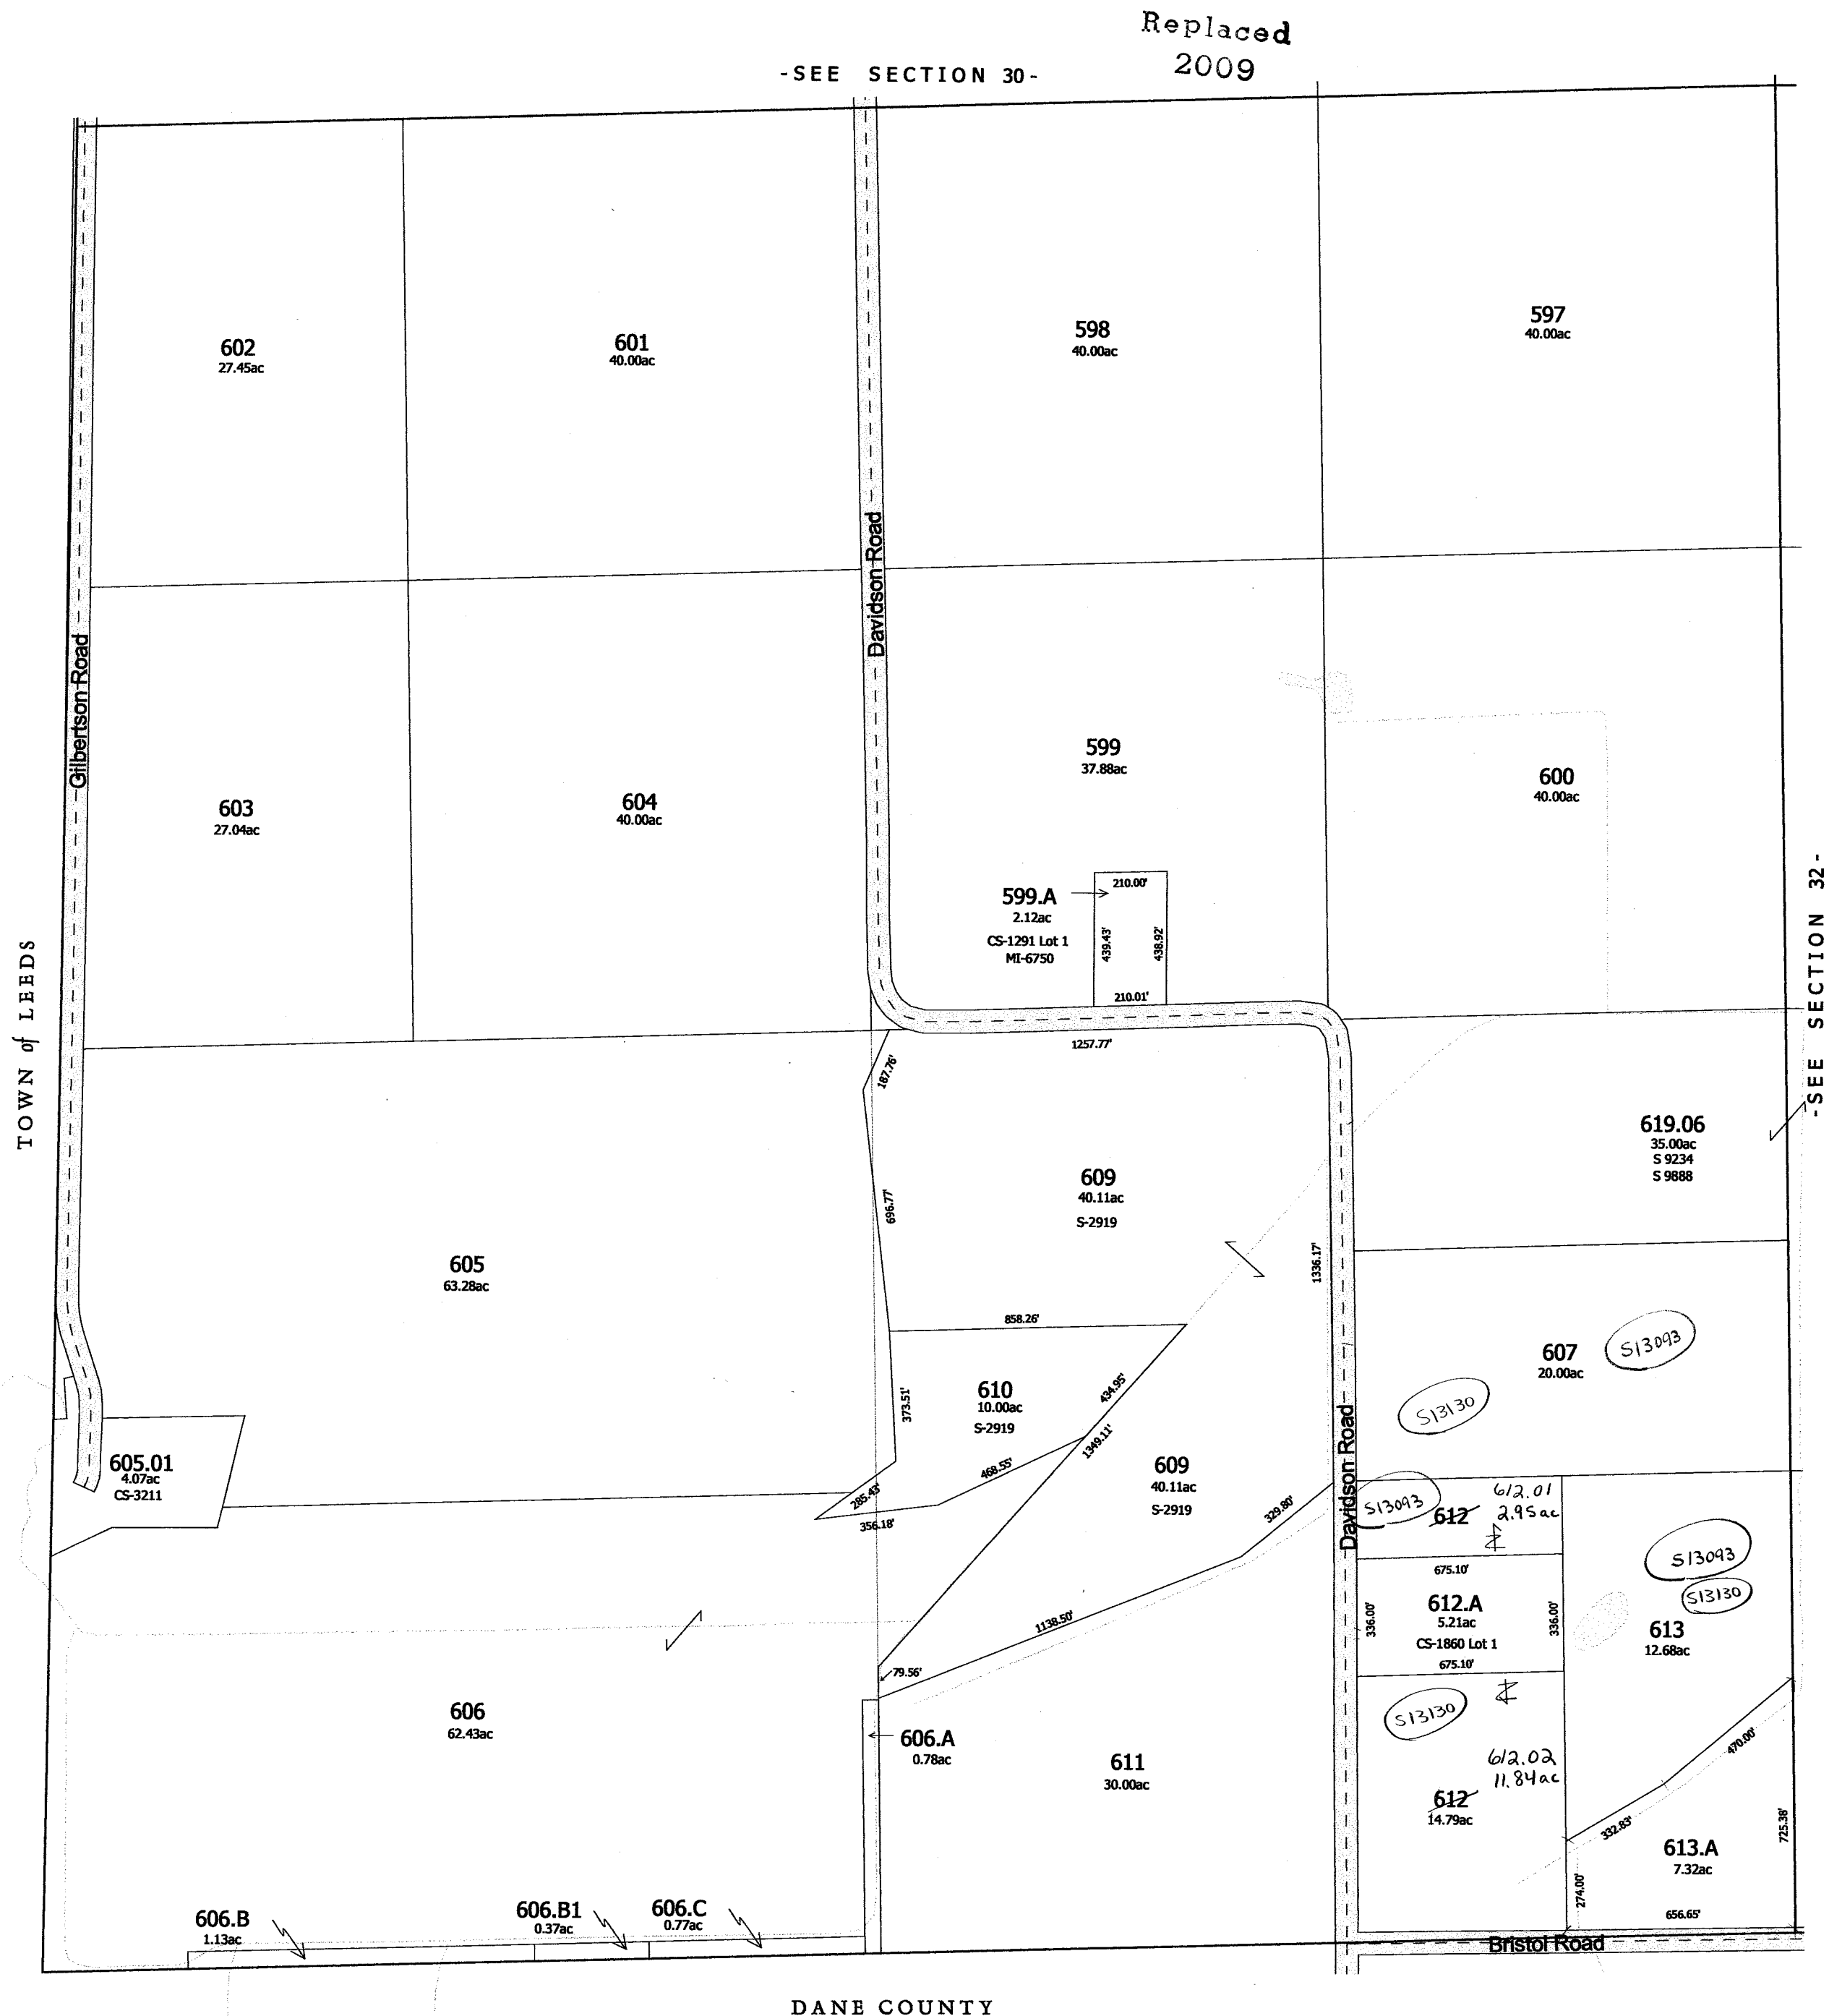 Replaced
2009
-SEE SECTION 30-
602
27.45ac
601
40.00ac
598
40.00ac
597
40.00ac
Gilbertson Road
Davidson Road
603
27.04ac
604
40.00ac
599
37.88ac
600
40.00ac
599.A
2.12ac
CS-1291 Lot 1
MI-6750
210.00'
439.43'
438.92'
210.01'
1257.77'
TOWN of LEEDS
-SEE SECTION 32-
187.76'
696.77'
609
40.11ac
S-2919
1336.17'
619.06
35.00ac
S 9234
S 9888
605
63.28ac
858.26'
610
10.00ac
S-2919
373.51'
434.95'
1349.11'
468.55'
285.43'
356.18'
609
40.11ac
S-2919
329.80'
1138.50'
79.56'
607
20.00ac
S13093
S13130
Davidson Road
605.01
4.07ac
CS-3211
S13093
612
612.01
2.95ac
675.10'
612.A
5.21ac
CS-1860 Lot 1
336.00'
336.00'
675.10'
S13093
S13130
613
12.68ac
S13130
612.02
11.84ac
612
14.79ac
470.00'
332.83'
725.38'
613.A
7.32ac
274.00'
656.65'
606
62.43ac
606.A
0.78ac
611
30.00ac
606.B
1.13ac
606.B1
0.37ac
606.C
0.77ac
Bristol Road
DANE COUNTY